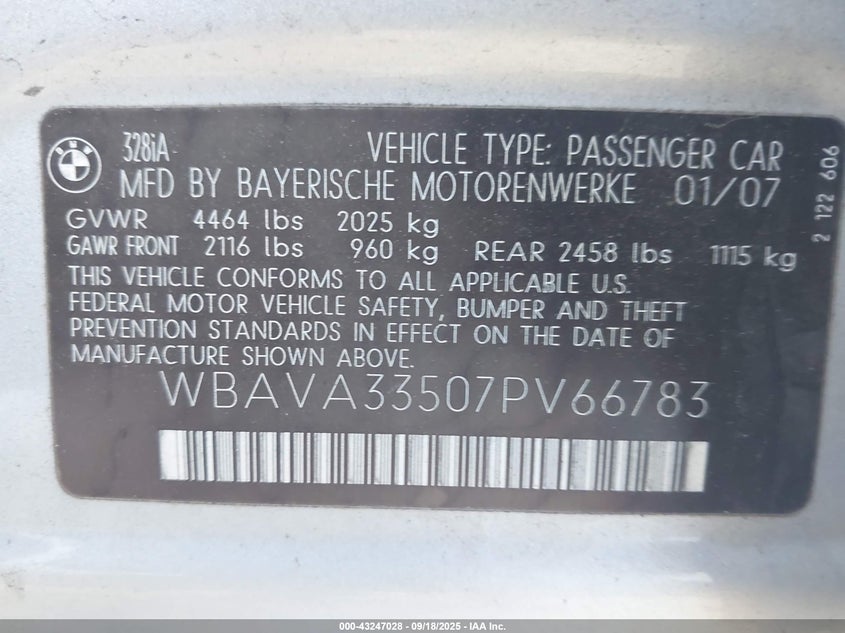 BMW
328iA
VEHICLE TYPE: PASSENGER CAR
MFD BY BAYERISCHE MOTORENWERKE 01/07
GVWR 4464 lbs 2025 kg
GAWR FRONT 2116 lbs 960 kg REAR 2458 lbs 1115 kg
THIS VEHICLE CONFORMS TO ALL APPLICABLE U.S.
FEDERAL MOTOR VEHICLE SAFETY, BUMPER AND THEFT
PREVENTION STANDARDS IN EFFECT ON THE DATE OF
MANUFACTURE SHOWN ABOVE.
WBAVA33507PV66783
2 122 606
000-43247028 - 09/18/2025 - IAA Inc.